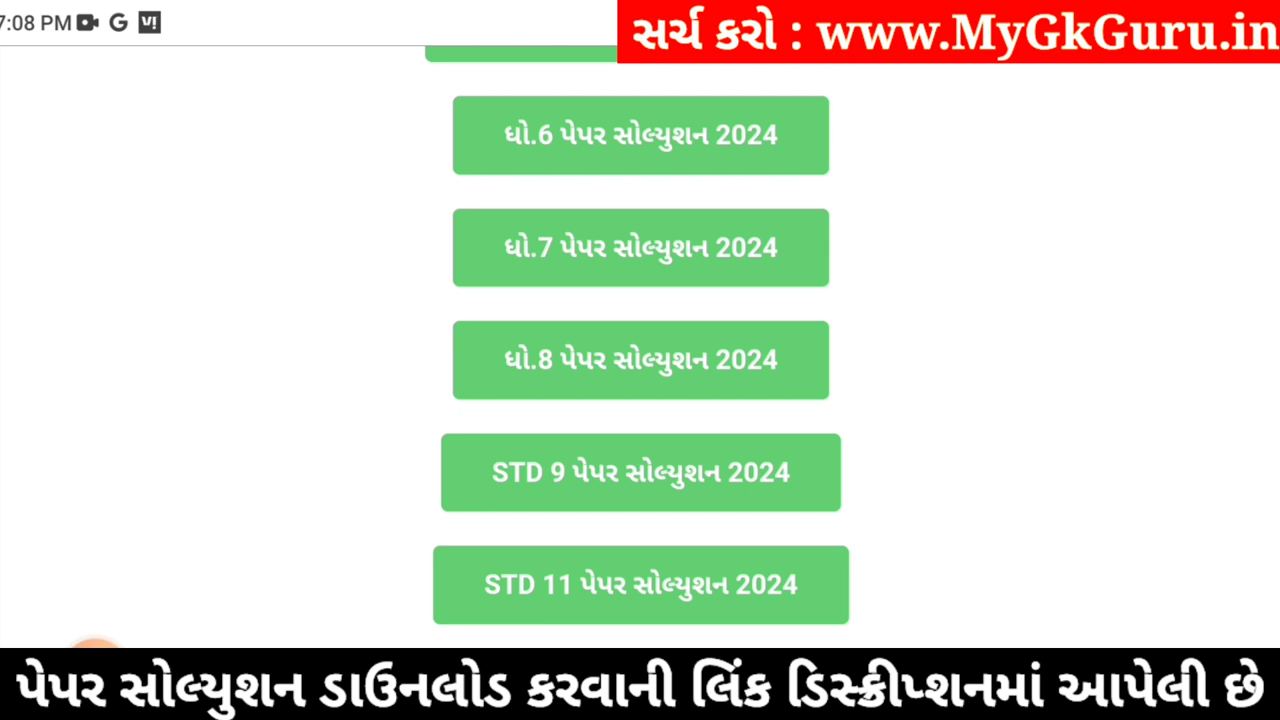 7:08 PM
સર્ચ કરો : www.MyGkGuru.in
ધો.6 પેપર સોલ્યુશન 2024
ધો.7 પેપર સોલ્યુશન 2024
ધો.8 પેપર સોલ્યુશન 2024
STD 9 પેપર સોલ્યુશન 2024
STD 11 પેપર સોલ્યુશન 2024
પેપર સોલ્યુશન ડાઉનલોડ કરવાની લિંક ડિસ્ક્રીપ્શનમાં આપેલી છે